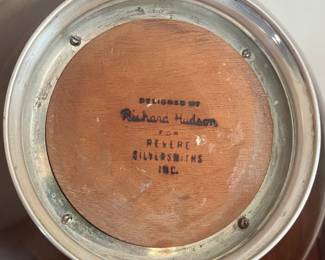 DESIGNED BY
Richard Hudson
FOR
REVERE
SILVERSMITHS
INC.